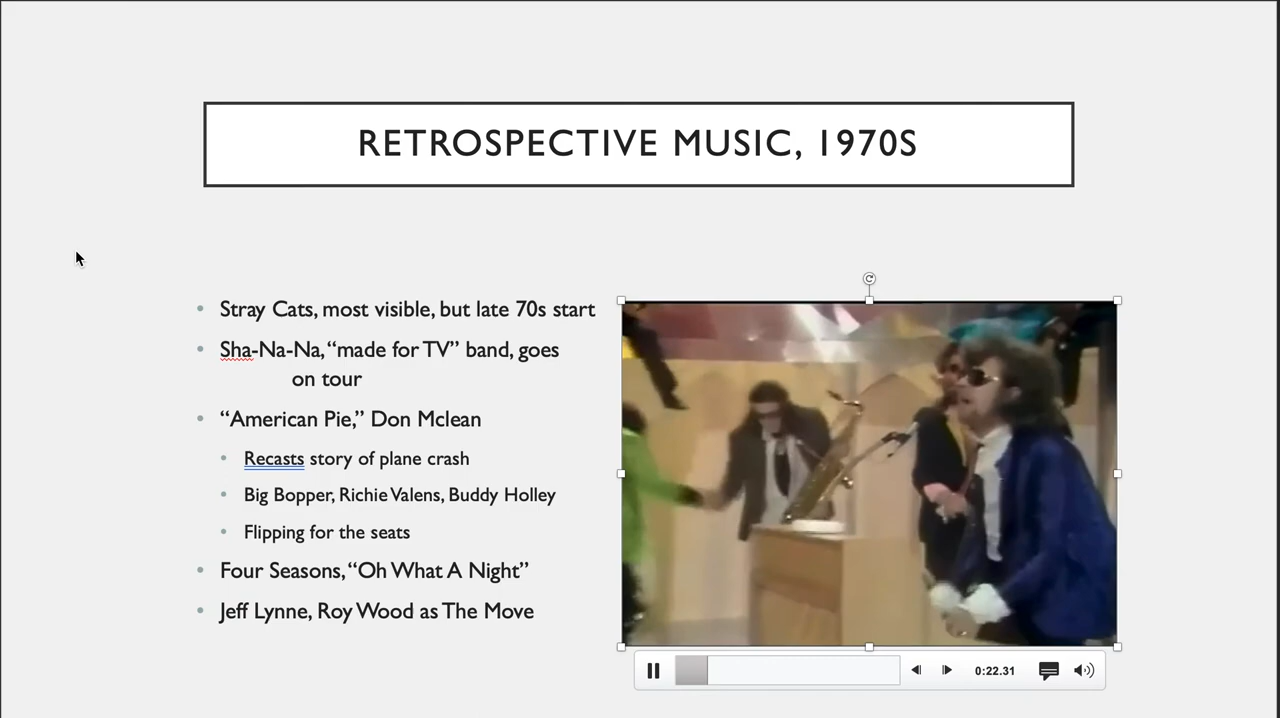 RETROSPECTIVE MUSIC, 1970S
• Stray Cats, most visible, but late 70s start
• Sha-Na-Na, “made for TV” band, goes
on tour
• “American Pie,” Don Mclean
• Recasts story of plane crash
• Big Bopper, Richie Valens, Buddy Holley
• Flipping for the seats
• Four Seasons, “Oh What A Night”
• Jeff Lynne, Roy Wood as The Move
0:22.31